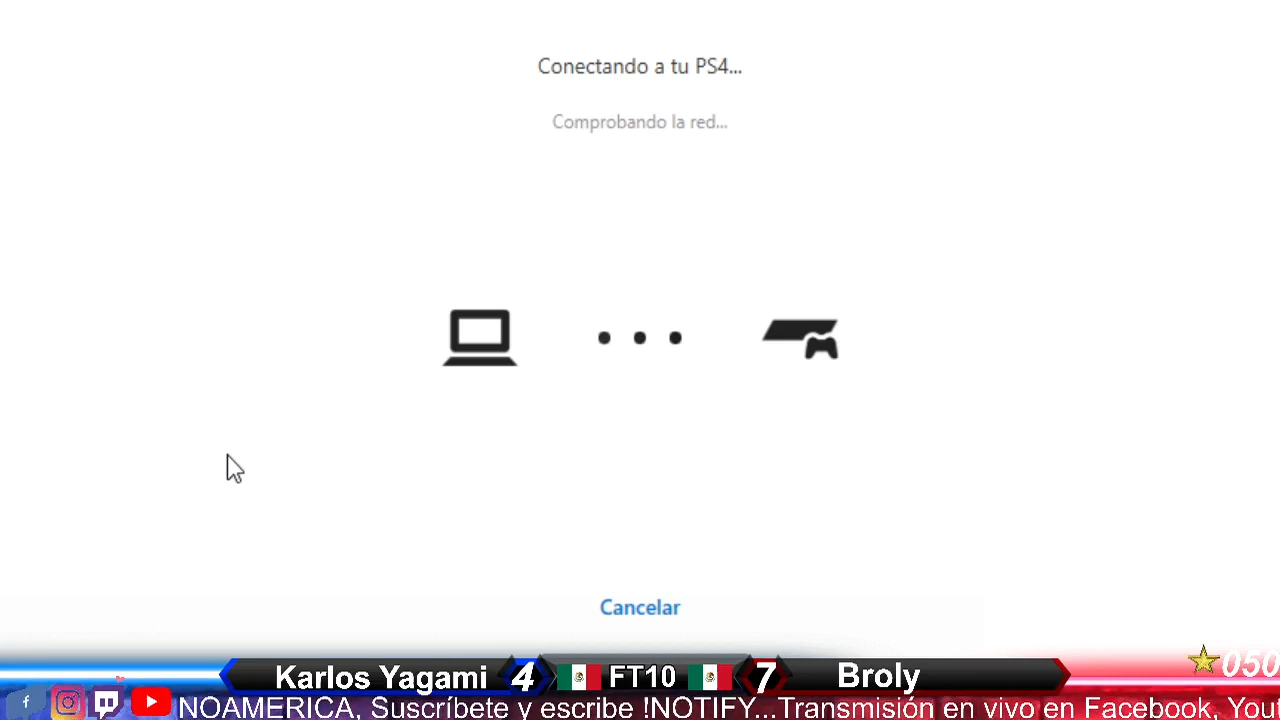 Conectando a tu PS4...
Comprobando la red...
Cancelar
Karlos Yagami 4 FT10 7 Broly
050
NOAMERICA, Suscríbete y escribe !NOTIFY...Transmisión en vivo en Facebook, You